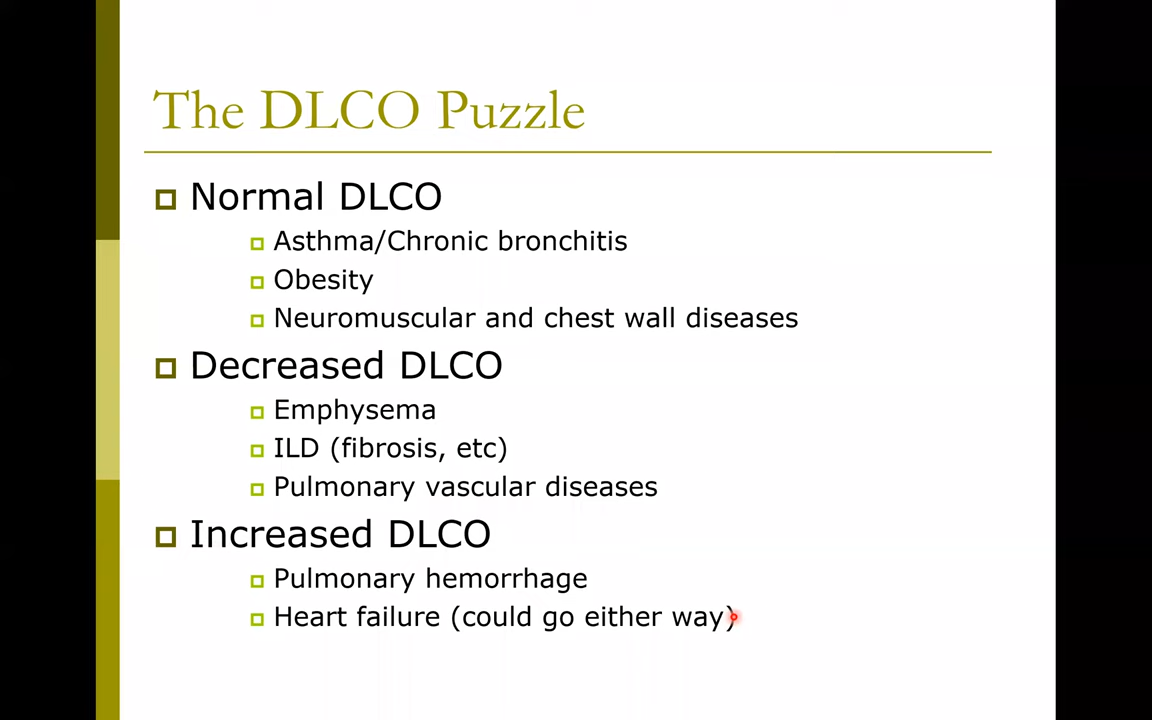 The DLCO Puzzle
Normal DLCO
Asthma/Chronic bronchitis
Obesity
Neuromuscular and chest wall diseases
Decreased DLCO
Emphysema
ILD (fibrosis, etc)
Pulmonary vascular diseases
Increased DLCO
Pulmonary hemorrhage
Heart failure (could go either way)